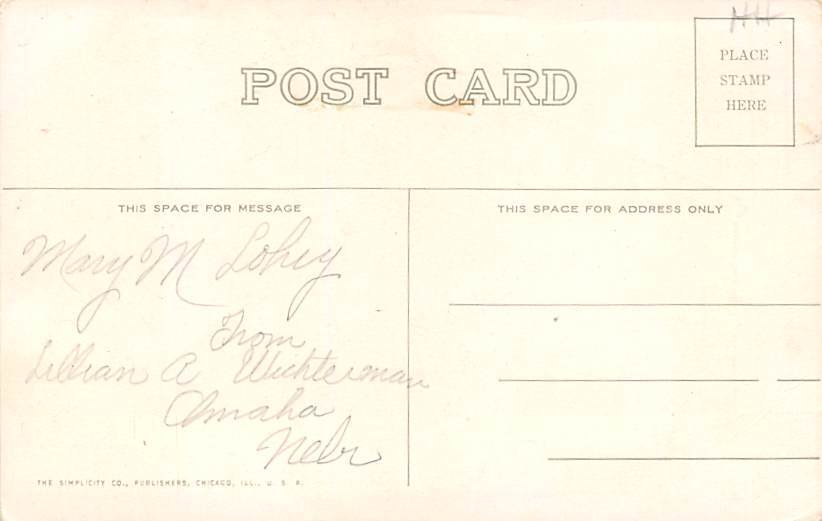 POST CARD
PLACE
STAMP
HERE
THIS SPACE FOR MESSAGE
THIS SPACE FOR ADDRESS ONLY
Mary M Lohey
From
Lillian A Wichterman
Omaha
Nebr
THE SIMPLICITY CO., PUBLISHERS, CHICAGO, ILL., U. S. A.